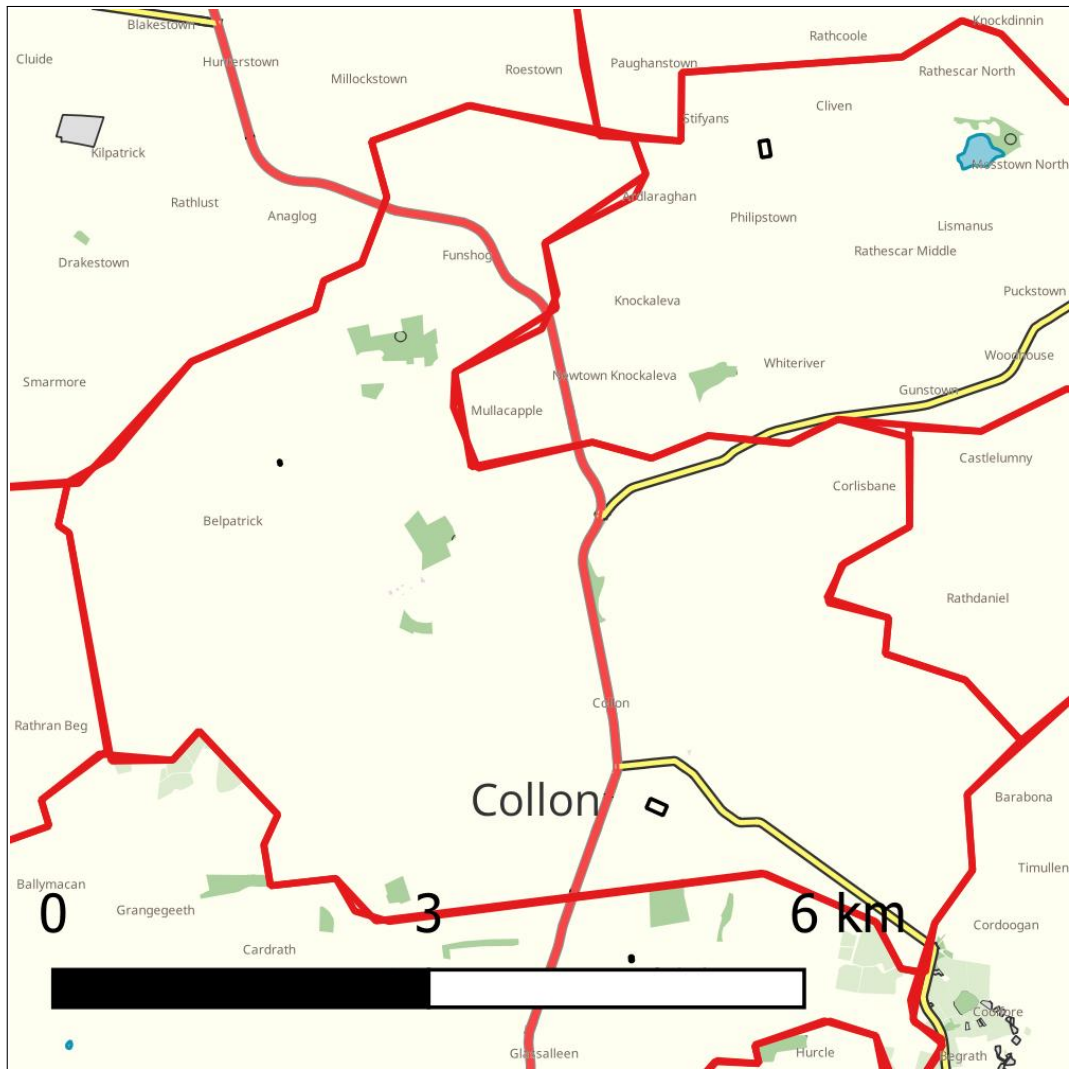 Blakestown
Knockdinnin
Rathcoole
Cluide
Hunterstown
Paughanstown
Roestown
Rathescar North
Millockstown
Cliven
Stifyans
Kilpatrick
Mosstown North
Ardlaraghan
Rathlust
Anaglog
Philipstown
Lismanus
Rathescar Middle
Funshog
Drakestown
Puckstown
Knockaleva
Woodhouse
Whiteriver
Newtown Knockaleva
Smarmore
Gunstown
Mullacapple
Castlelumny
Corlisbane
Belpatrick
Rathdaniel
Collon
Rathran Beg
Collon
Barabona
Timullen
Ballymacan
Grangegeeth
0 3 6 km
Cordoogan
Cardrath
Coolfore
Glassalleen
Hurcle
Begrath